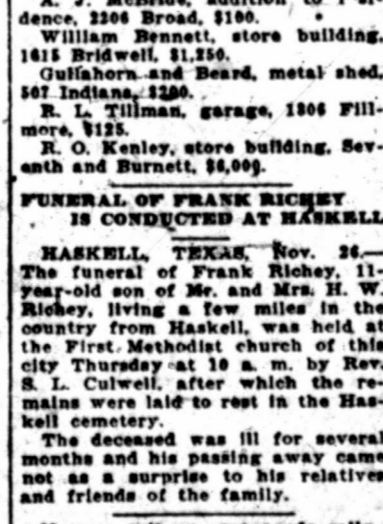 A. J. McBride, addition to
dence, 2206 Broad, $100.
William Bennett, store building,
1615 Bridwell, $1,250.
Gullahorn and Beard, metal shed,
507 Indiana, $200.
R. L. Tillman, garage, 1806 Fill-
more, $125.
R. O. Kenley, store building, Sev-
enth and Burnett, $6,000.
FUNERAL OF FRANK RICHEY
IS CONDUCTED AT HASKELL
HASKELL, TEXAS, Nov. 26.—
The funeral of Frank Richey, 11-
year-old son of Mr. and Mrs. H. W.
Richey, living a few miles in the
country from Haskell, was held at
the First Methodist church of this
city Thursday at 10 a. m. by Rev.
S. L. Culwell, after which the re-
mains were laid to rest in the Has-
kell cemetery.
The deceased was ill for several
months and his passing away came
not as a surprise to his relatives
and friends of the family.